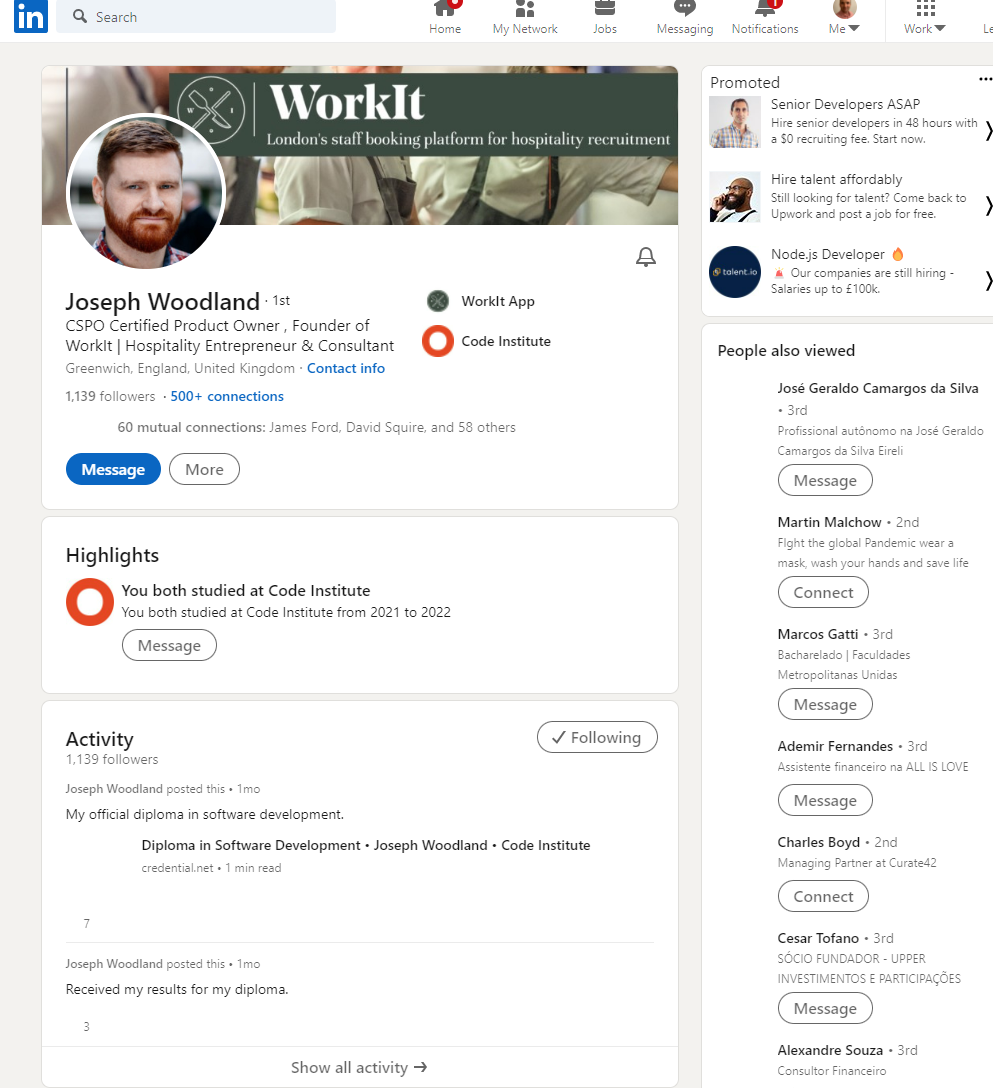 in
Search
Home
My Network
Jobs
Messaging
1
Notifications
Me
Work
WorkIt
London's staff booking platform for hospitality recruitment
Joseph Woodland · 1st
CSPO Certified Product Owner , Founder of
WorkIt | Hospitality Entrepreneur & Consultant
Greenwich, England, United Kingdom · Contact info
1,139 followers · 500+ connections
60 mutual connections: James Ford, David Squire, and 58 others
Message
More
WorkIt App
Code Institute
Highlights
You both studied at Code Institute
You both studied at Code Institute from 2021 to 2022
Message
Activity
1,139 followers
Following
Joseph Woodland posted this • 1mo
My official diploma in software development.
Diploma in Software Development • Joseph Woodland • Code Institute
credential.net • 1 min read
7
Joseph Woodland posted this • 1mo
Received my results for my diploma.
3
Show all activity →
Promoted
Senior Developers ASAP
Hire senior developers in 48 hours with
a $0 recruiting fee. Start now.
Hire talent affordably
Still looking for talent? Come back to
Upwork and post a job for free.
talent.io
Node.js Developer 🔥
🚨 Our companies are still hiring -
Salaries up to £100k.
People also viewed
José Geraldo Camargos da Silva
• 3rd
Profissional autônomo na José Geraldo
Camargos da Silva Eireli
Message
Martin Malchow • 2nd
FIght the global Pandemic wear a
mask, wash your hands and save life
Connect
Marcos Gatti • 3rd
Bacharelado | Faculdades
Metropolitanas Unidas
Message
Ademir Fernandes • 3rd
Assistente financeiro na ALL IS LOVE
Message
Charles Boyd • 2nd
Managing Partner at Curate42
Connect
Cesar Tofano • 3rd
SÓCIO FUNDADOR - UPPER
INVESTIMENTOS E PARTICIPAÇÕES
Message
Alexandre Souza • 3rd
Consultor Financeiro